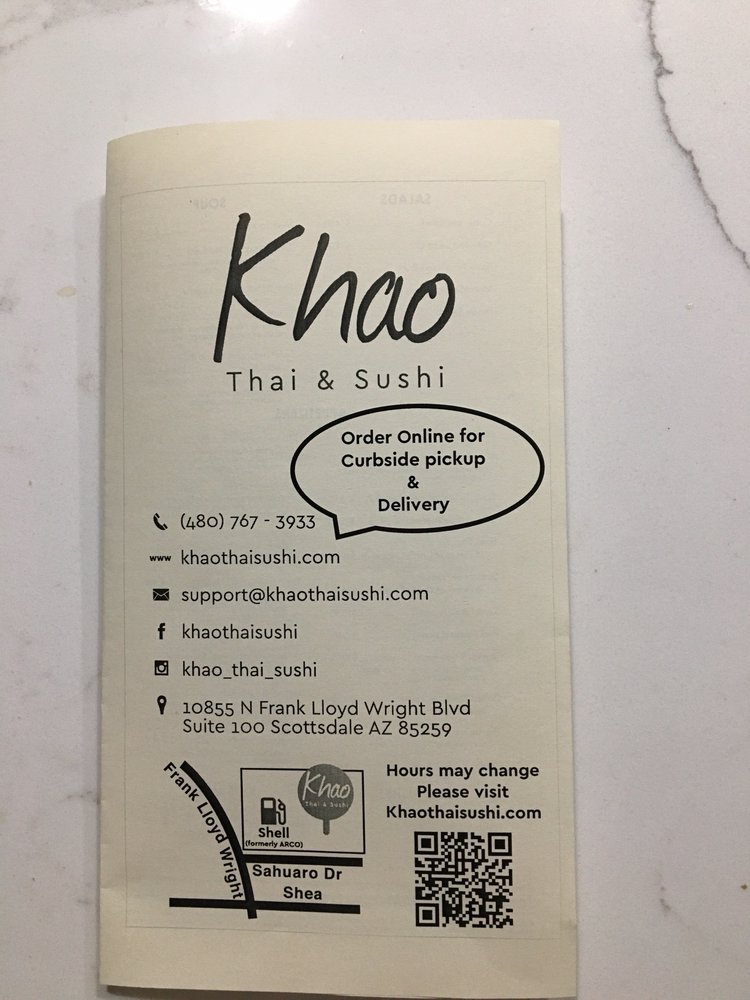 Khao
Thai & Sushi
Order Online for
Curbside pickup
&
Delivery
(480) 767 - 3933
www khaothaisushi.com
support@khaothaisushi.com
f khaothaisushi
khao_thai_sushi
10855 N Frank Lloyd Wright Blvd
Suite 100 Scottsdale AZ 85259
Frank Lloyd Wright
Khao
Thai & Sushi
Shell
(formerly ARCO)
Sahuaro Dr
Shea
Hours may change
Please visit
Khaothaisushi.com
SOUP
SALADS